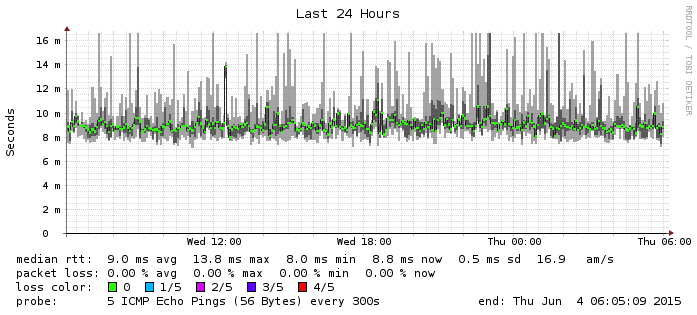 Last 24 Hours
RRDTOOL / TOBI OETIKER
Seconds
16 m
14 m
12 m
10 m
8 m
6 m
4 m
2 m
0
Wed 12:00 Wed 18:00 Thu 00:00 Thu 06:00
median rtt: 9.0 ms avg 13.8 ms max 8.0 ms min 8.8 ms now 0.5 ms sd 16.9 am/s
packet loss: 0.00 % avg 0.00 % max 0.00 % min 0.00 % now
loss color: 0 1/5 2/5 3/5 4/5
probe: 5 ICMP Echo Pings (56 Bytes) every 300s end: Thu Jun 4 06:05:09 2015